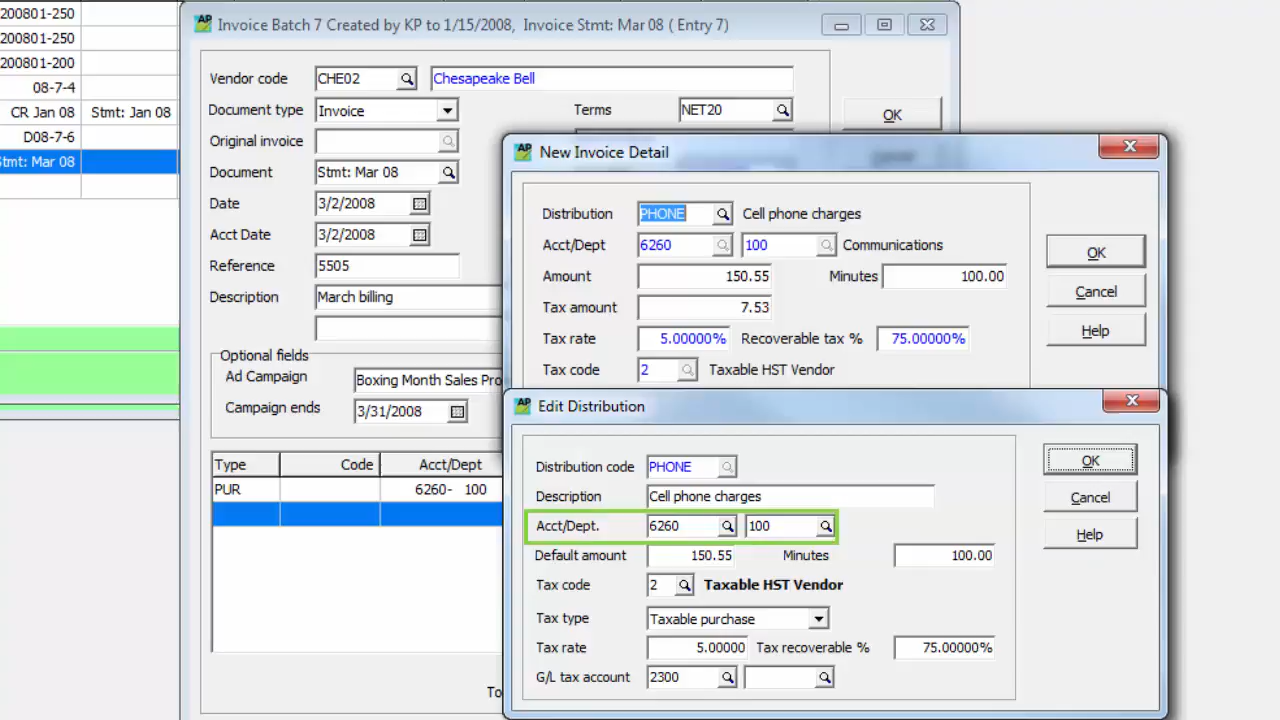 200801-250
200801-250
200801-200
08-7-4
CR Jan 08 Stmt: Jan 08
D08-7-6
Stmt: Mar 08
AP Invoice Batch 7 Created by KP to 1/15/2008, Invoice Stmt: Mar 08 ( Entry 7)
Vendor code CHE02 Chesapeake Bell
Document type Invoice Terms NET20 OK
Original invoice
Document Stmt: Mar 08
Date 3/2/2008
Acct Date 3/2/2008
Reference 5505
Description March billing
Optional fields
Ad Campaign Boxing Month Sales Pro
Campaign ends 3/31/2008
Type Code Acct/Dept
PUR 6260- 100
To
AP New Invoice Detail
Distribution PHONE Cell phone charges
Acct/Dept 6260 100 Communications OK
Amount 150.55 Minutes 100.00
Cancel
Tax amount 7.53
Help
Tax rate 5.00000% Recoverable tax % 75.00000%
Tax code 2 Taxable HST Vendor
AP Edit Distribution
Distribution code PHONE OK
Description Cell phone charges Cancel
Acct/Dept. 6260 100 Help
Default amount 150.55 Minutes 100.00
Tax code 2 Taxable HST Vendor
Tax type Taxable purchase
Tax rate 5.00000 Tax recoverable % 75.00000%
G/L tax account 2300